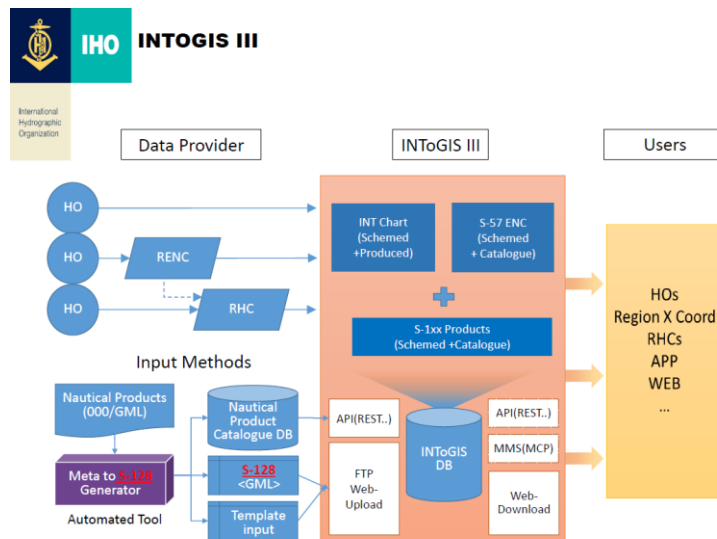 IHO
INTOGIS III
International
Hydrographic
Organization
Data Provider
INToGIS III
Users
HO
HO
RENC
HO
RHC
INT Chart
(Schemed
+Produced)
S-57 ENC
(Schemed
+ Catalogue)
S-1xx Products
(Schemed +Catalogue)
HOs
Region X Coord
RHCs
APP
WEB
...
Input Methods
Nautical Products
(000/GML)
Meta to S-128
Generator
Automated Tool
Nautical
Product
Catalogue DB
S-128
<GML>
Template
input
API(REST..)
FTP
Web-
Upload
INToGIS
DB
API(REST..)
MMS(MCP)
Web-
Download